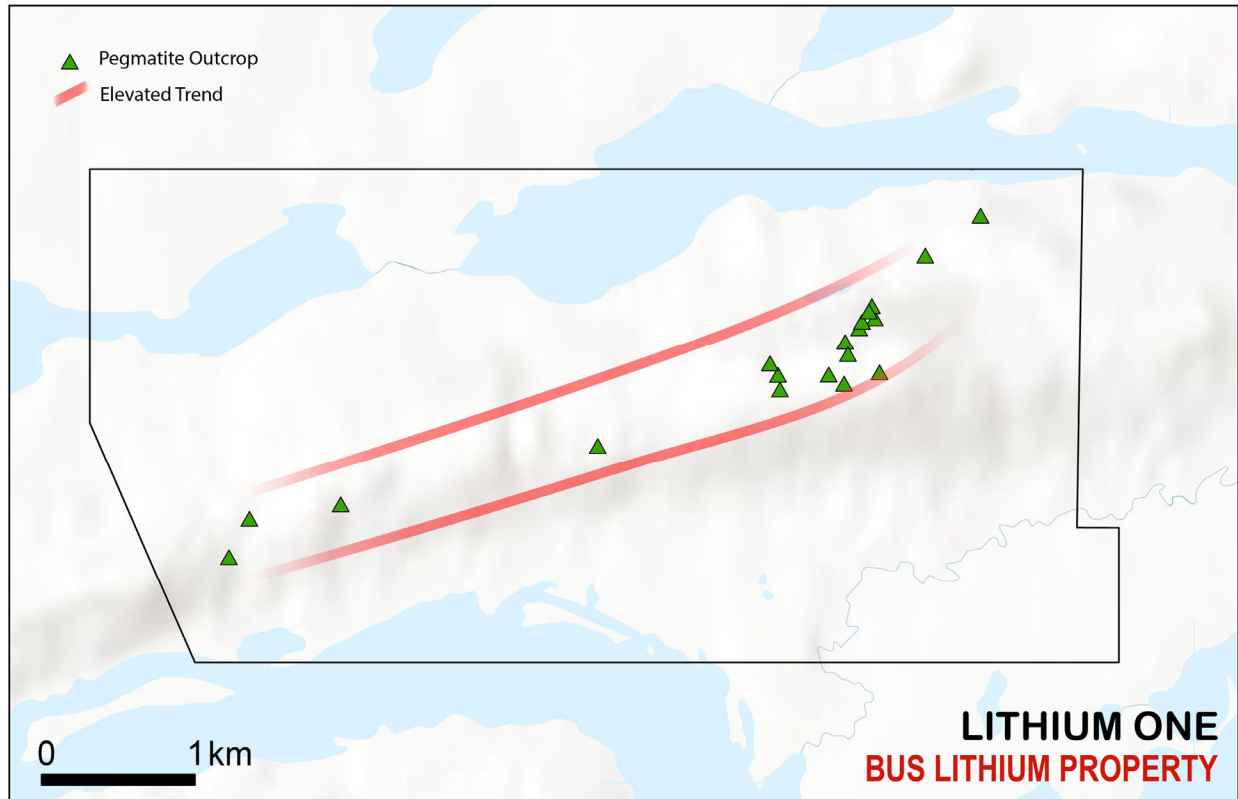 Pegmatite Outcrop
Elevated Trend
0 1 km
LITHIUM ONE
BUS LITHIUM PROPERTY